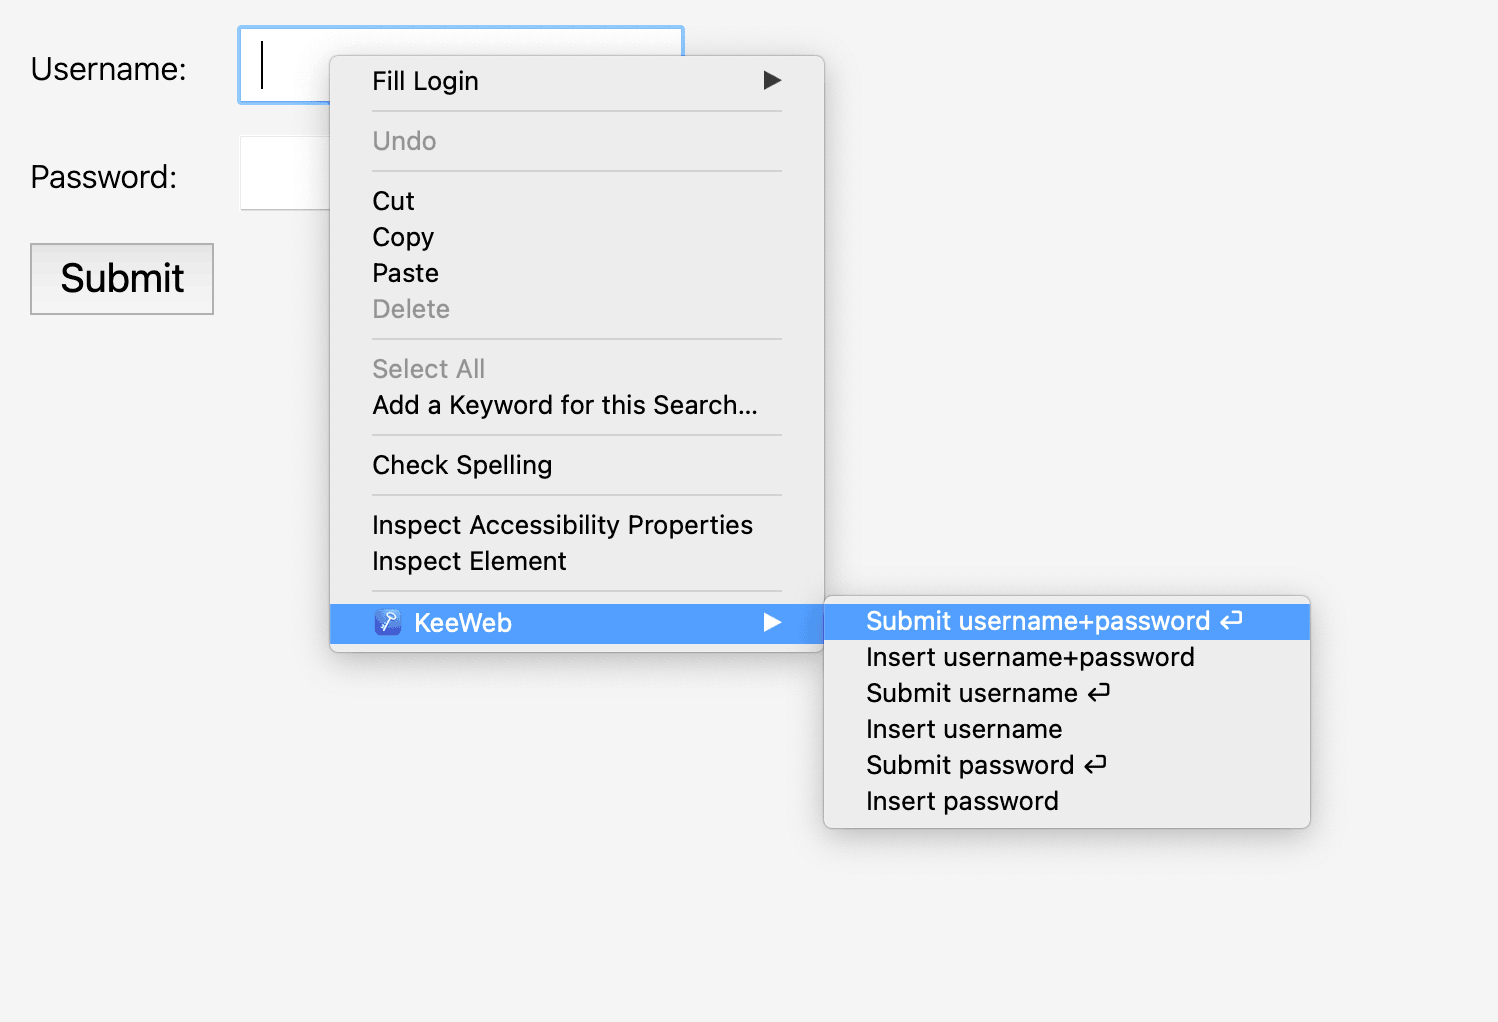 Username:
Password:
Submit
Fill Login
Undo
Cut
Copy
Paste
Delete
Select All
Add a Keyword for this Search...
Check Spelling
Inspect Accessibility Properties
Inspect Element
KeeWeb
Submit username+password ↩
Insert username+password
Submit username ↩
Insert username
Submit password ↩
Insert password